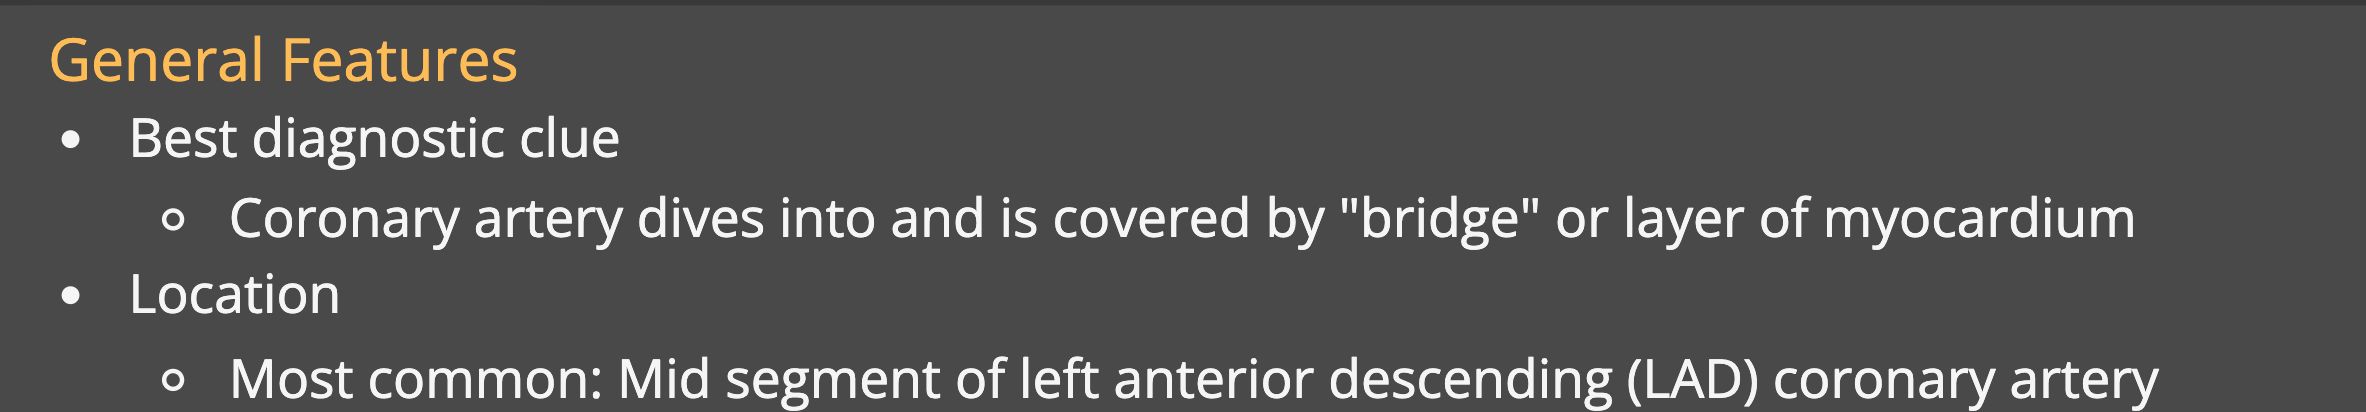 General Features
• Best diagnostic clue
○ Coronary artery dives into and is covered by "bridge" or layer of myocardium
• Location
○ Most common: Mid segment of left anterior descending (LAD) coronary artery